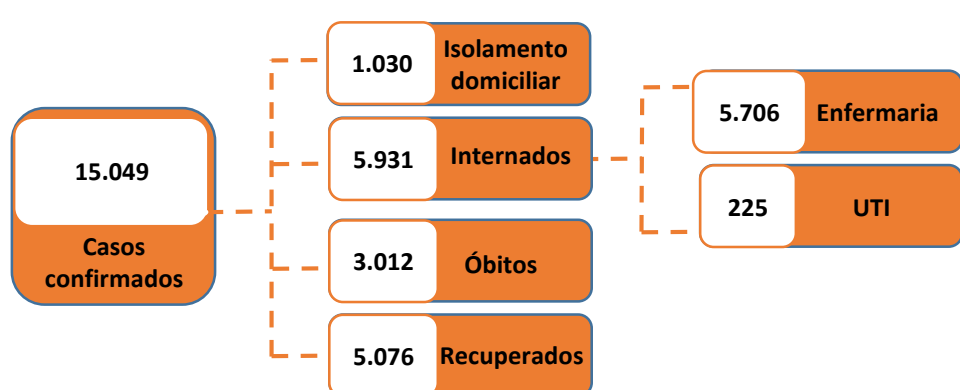 15.049
Casos
confirmados
1.030
Isolamento
domiciliar
5.931
Internados
3.012
Óbitos
5.076
Recuperados
5.706
Enfermaria
225
UTI